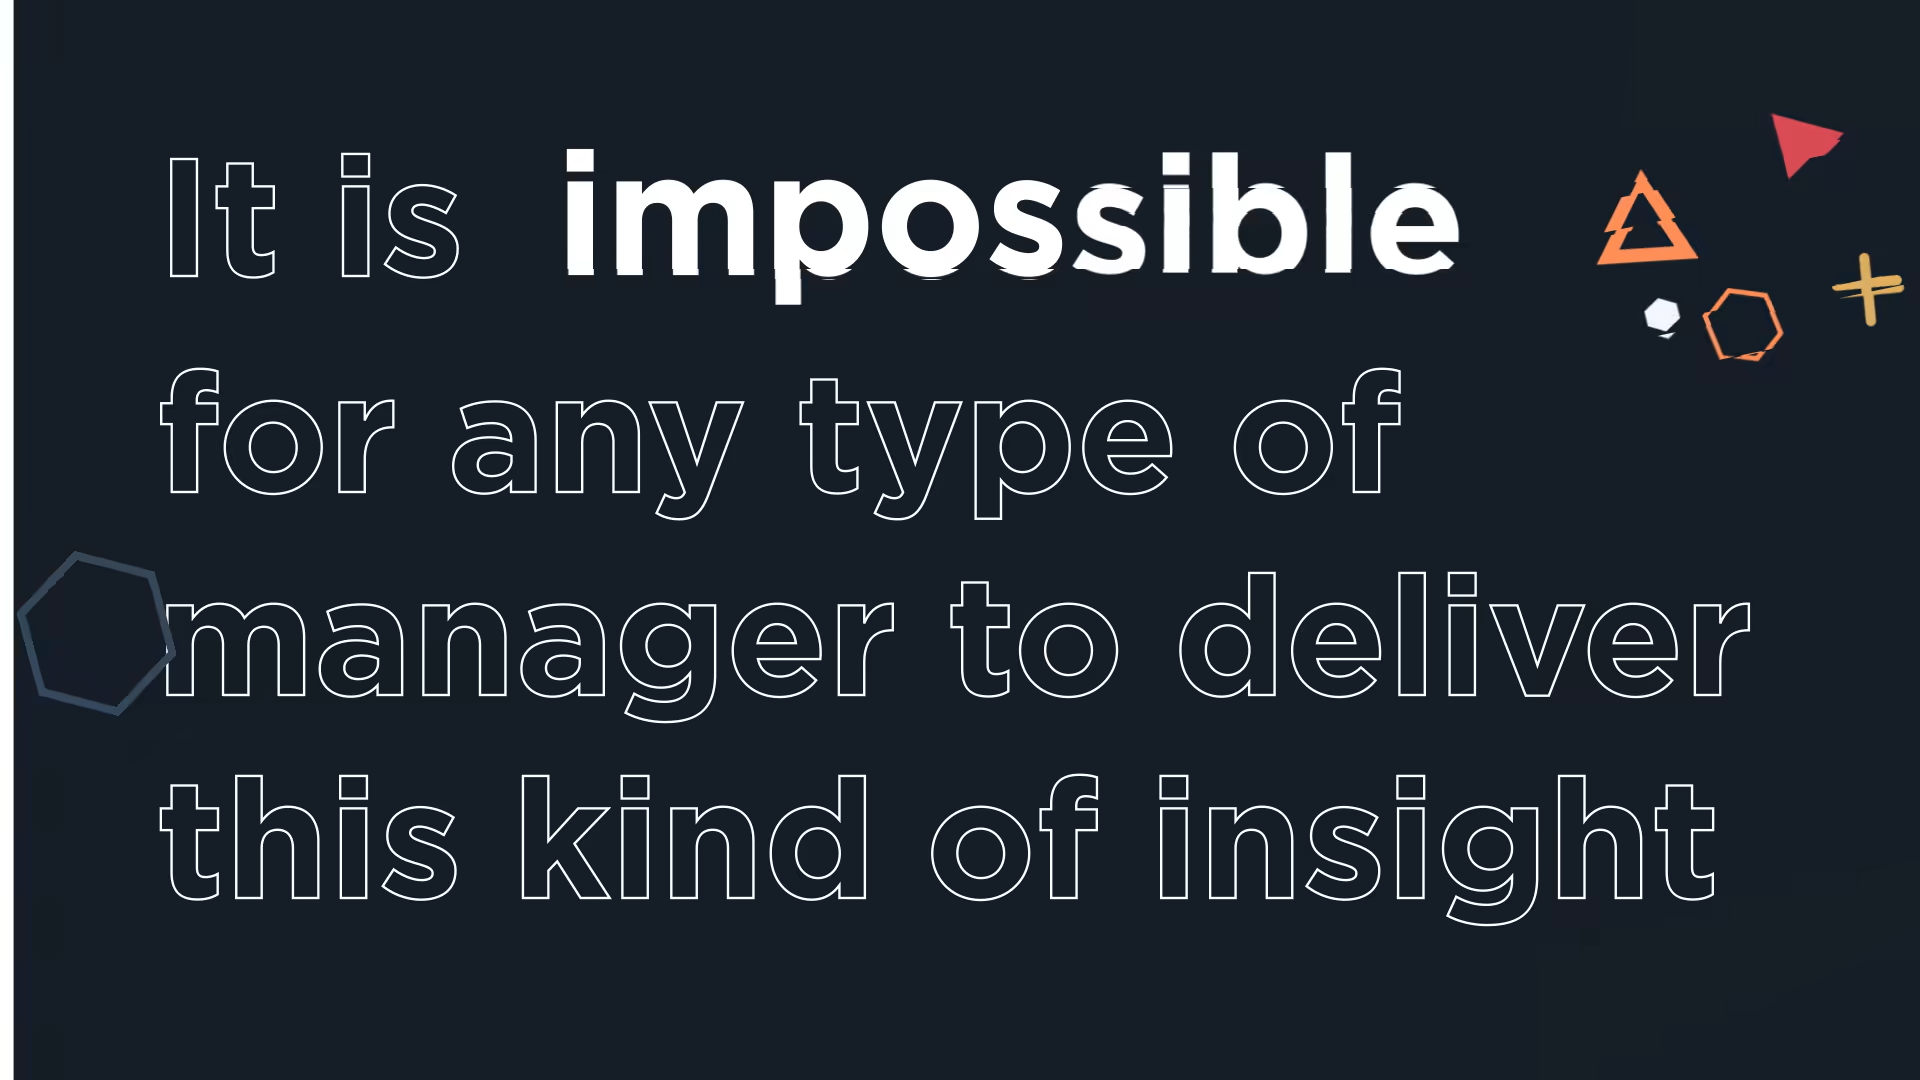 It is impossible
for any type of
manager to deliver
this kind of insight